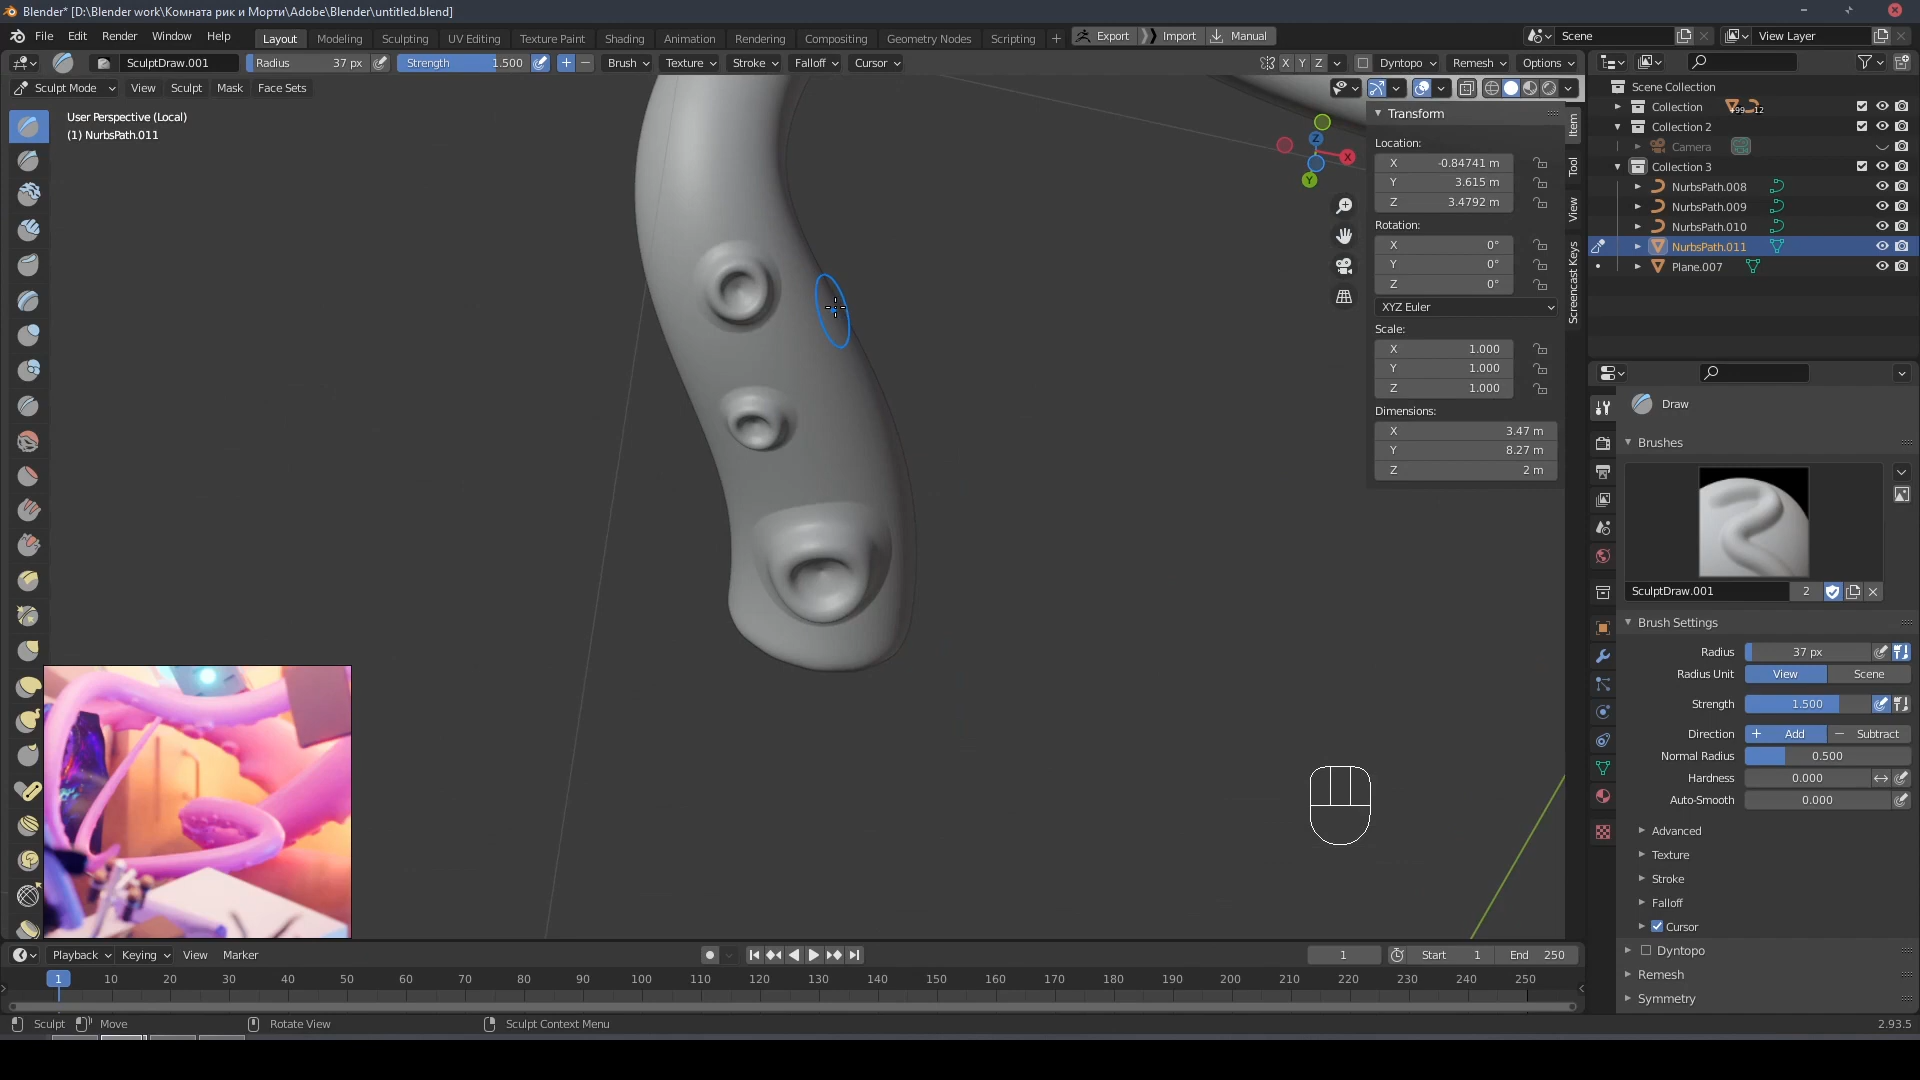 Blender* [D:\Blender work\Комната рик и Морти\Adobe\Blender\untitled.blend]
File Edit Render Window Help Layout Modeling Sculpting UV Editing Texture Paint Shading Animation Rendering Compositing Geometry Nodes Scripting + Export Import Manual Scene View Layer
SculptDraw.001 Radius 37 px Strength 1.500 + − Brush Texture Stroke Falloff Cursor X Y Z Dyntopo Remesh Options
Sculpt Mode View Sculpt Mask Face Sets
User Perspective (Local)
(1) NurbsPath.011
Z
X
Y
Transform
Location:
X -0.84741 m
Y 3.615 m
Z 3.4792 m
Rotation:
X 0°
Y 0°
Z 0°
XYZ Euler
Scale:
X 1.000
Y 1.000
Z 1.000
Dimensions:
X 3.47 m
Y 8.27 m
Z 2 m
Item
Tool
View
Screencast Keys
Scene Collection
Collection +99 12
Collection 2
Camera
Collection 3
NurbsPath.008
NurbsPath.009
NurbsPath.010
NurbsPath.011
Plane.007
Draw
Brushes
SculptDraw.001 2
Brush Settings
Radius 37 px
Radius Unit View Scene
Strength 1.500
Direction + Add − Subtract
Normal Radius 0.500
Hardness 0.000
Auto-Smooth 0.000
Advanced
Texture
Stroke
Falloff
Cursor
Dyntopo
Remesh
Symmetry
Playback Keying View Marker 1 Start 1 End 250
1 10 20 30 40 50 60 70 80 90 100 110 120 130 140 150 160 170 180 190 200 210 220 230 240 250
Sculpt Move Rotate View Sculpt Context Menu 2.93.5